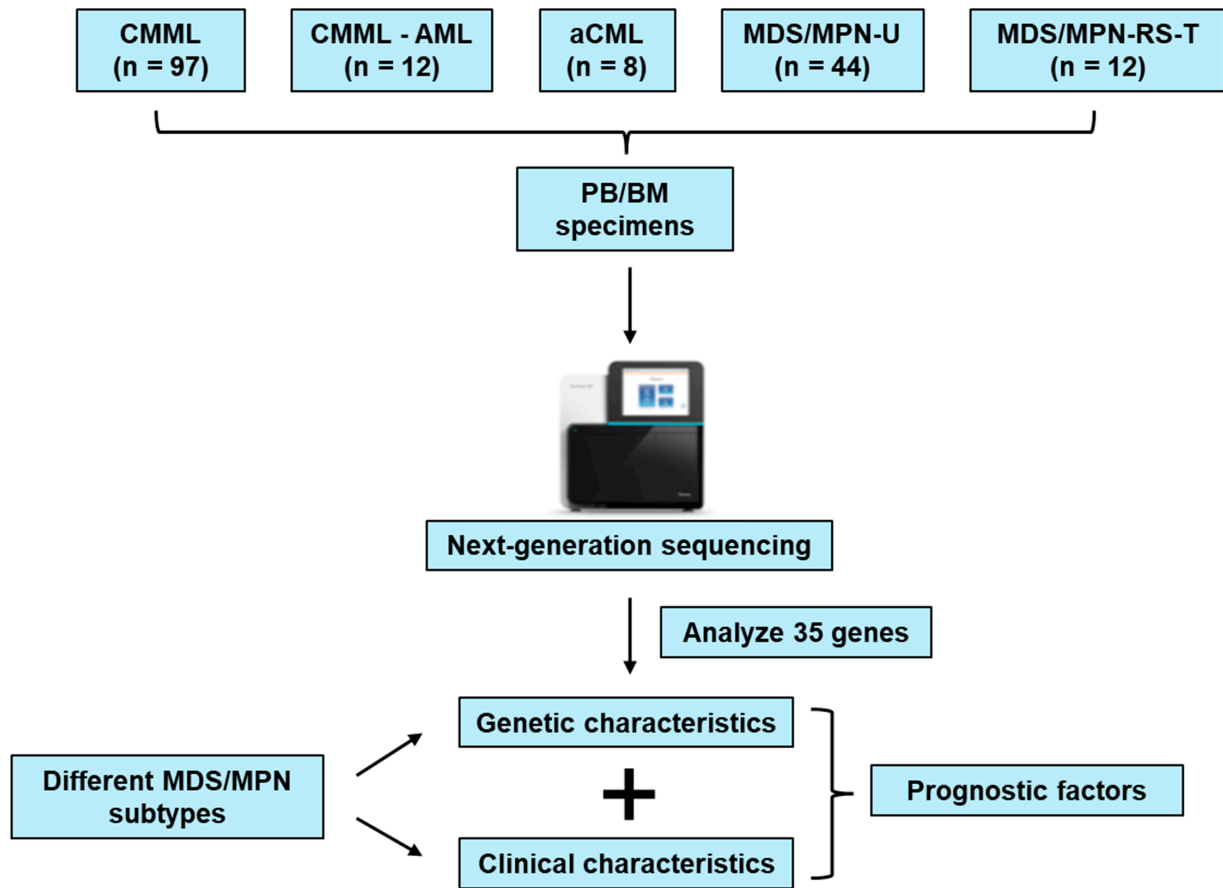 CMML
(n = 97)
CMML - AML
(n = 12)
aCML
(n = 8)
MDS/MPN-U
(n = 44)
MDS/MPN-RS-T
(n = 12)
PB/BM
specimens
Next-generation sequencing
Analyze 35 genes
Genetic characteristics
Different MDS/MPN
subtypes
+
Prognostic factors
Clinical characteristics